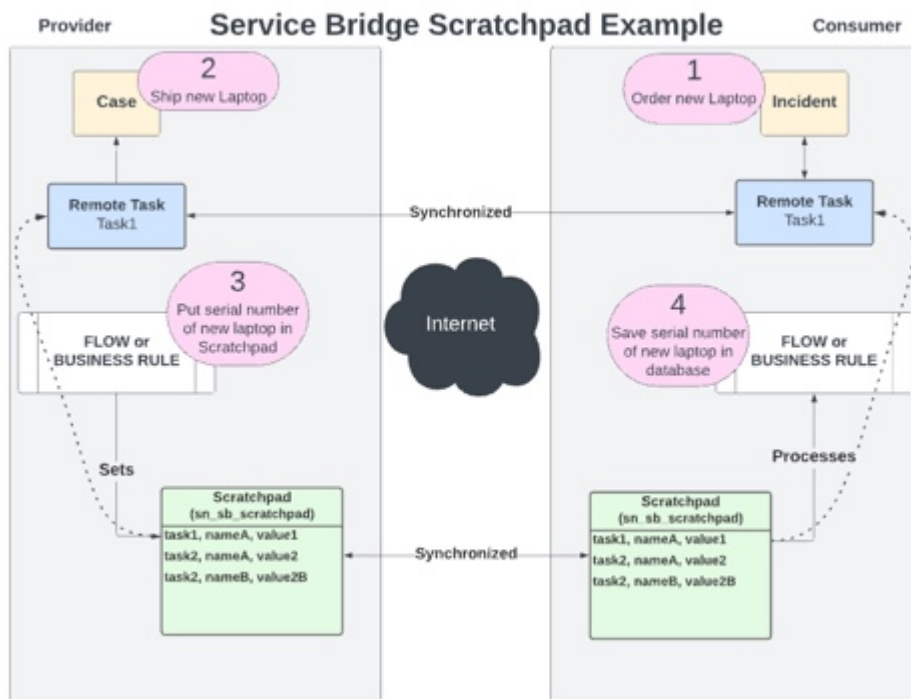 Service Bridge Scratchpad Example
Provider
Consumer
2
Ship new Laptop
Case
1
Order new Laptop
Incident
Remote Task
Task1
Synchronized
Remote Task
Task1
3
Put serial number
of new laptop in
Scratchpad
FLOW or
BUSINESS RULE
Internet
4
Save serial number
of new laptop in
database
FLOW or
BUSINESS RULE
Sets
Processes
Scratchpad
(sn_sb_scratchpad)
task1, nameA, value1
task2, nameA, value2
task2, nameB, value2B
Synchronized
Scratchpad
(sn_sb_scratchpad)
task1, nameA, value1
task2, nameA, value2
task2, nameB, value2B